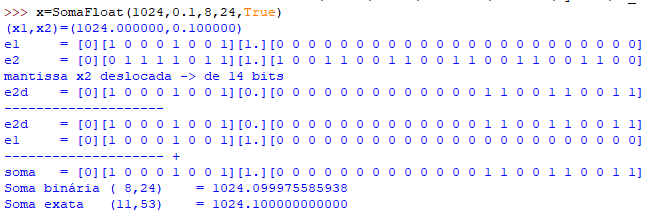 >>> x=SomaFloat(1024,0.1,8,24,True)
(x1,x2)=(1024.000000,0.100000)
e1 = [0][1 0 0 0 1 0 0 1][1.][0 0 0 0 0 0 0 0 0 0 0 0 0 0 0 0 0 0 0 0 0 0 0]
e2 = [0][0 1 1 1 1 0 1 1][1.][1 0 0 1 1 0 0 1 1 0 0 1 1 0 0 1 1 0 0 1 1 0 0]
mantissa x2 deslocada -> de 14 bits
e2d = [0][1 0 0 0 1 0 0 1][0.][0 0 0 0 0 0 0 0 0 0 0 0 0 1 1 0 0 1 1 0 0 1 1]
--------------------
e2d = [0][1 0 0 0 1 0 0 1][0.][0 0 0 0 0 0 0 0 0 0 0 0 0 1 1 0 0 1 1 0 0 1 1]
e1 = [0][1 0 0 0 1 0 0 1][1.][0 0 0 0 0 0 0 0 0 0 0 0 0 0 0 0 0 0 0 0 0 0 0]
-------------------- +
soma = [0][1 0 0 0 1 0 0 1][1.][0 0 0 0 0 0 0 0 0 0 0 0 0 1 1 0 0 1 1 0 0 1 1]
Soma binária ( 8,24) = 1024.099975585938
Soma exata (11,53) = 1024.100000000000